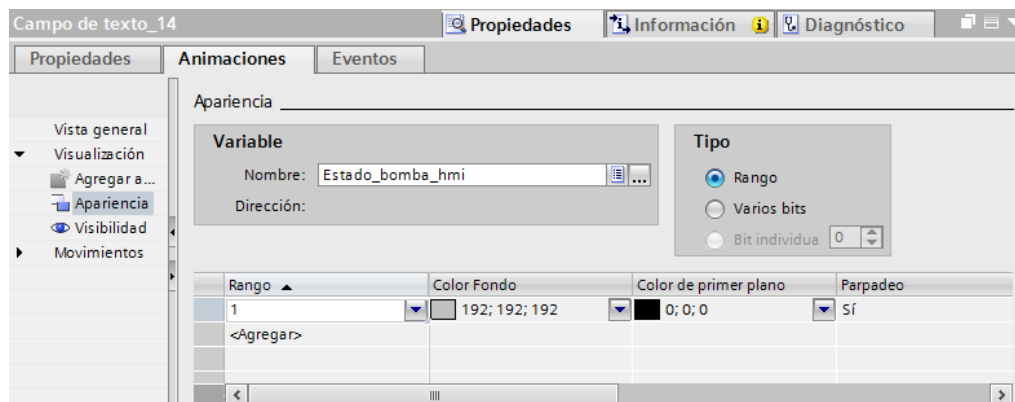 Campo de texto_14
Propiedades Información Diagnóstico
Propiedades Animaciones Eventos
Apariencia
Vista general
Visualización
Agregar a...
Apariencia
Visibilidad
Movimientos
Variable
Nombre: Estado_bomba_hmi ...
Dirección:
Tipo
Rango
Varios bits
Bit individua 0
Rango Color Fondo Color de primer plano Parpadeo
1 192; 192; 192 0; 0; 0 Sí
<Agregar>